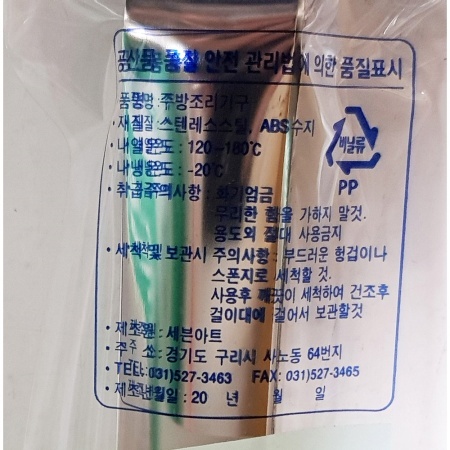 공산품 품질 안전 관리법에 의한 품질표시
품명 : 주방조리기구
· 재질 : 스텐레스스틸, ABS수지
· 내열온도 : 120~180℃
· 내냉온도 : -20℃
· 취급주의사항 : 화기엄금
무리한 힘을 가하지 말것.
용도외 절대 사용금지
· 세척 및 보관시 주의사항 : 부드러운 헝겁이나
스폰지로 세척할 것.
사용후 깨끗이 세척하여 건조후
걸이대에 걸어서 보관할것
· 제조원 : 세븐아트
· 주 소 : 경기도 구리시 사노동 64번지
· TEL : 031)527-3463 FAX : 031)527-3465
· 제조년월일 : 20 년 월 일
비닐류
PP